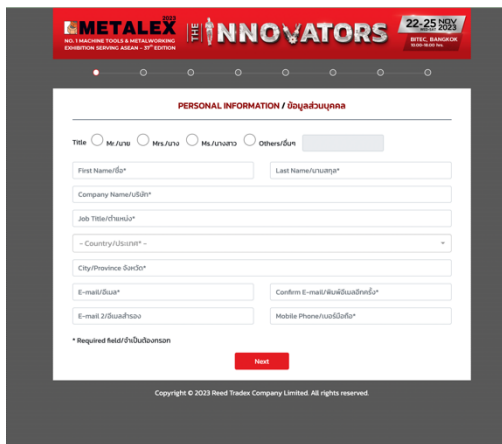 METALEX 2023
NO. 1 MACHINE TOOLS & METALWORKING
EXHIBITION SERVING ASEAN - 37th EDITION
THE INNOVATORS
22-25 NOV 2023
BITEC, BANGKOK
10.00-18.00 hrs
PERSONAL INFORMATION / ข้อมูลส่วนบุคคล
Title Mr./นาย Mrs./นาง Ms./นางสาว Others/อื่นๆ
First Name/ชื่อ* Last Name/นามสกุล*
Company Name/บริษัท*
Job Title/ตำแหน่ง*
- Country/ประเทศ* -
City/Province จังหวัด*
E-mail/อีเมล* Confirm E-mail/พิมพ์อีเมลอีกครั้ง*
E-mail 2/อีเมลสำรอง Mobile Phone/เบอร์มือถือ*
* Required field/จำเป็นต้องกรอก
Next
Copyright © 2023 Reed Tradex Company Limited. All rights reserved.